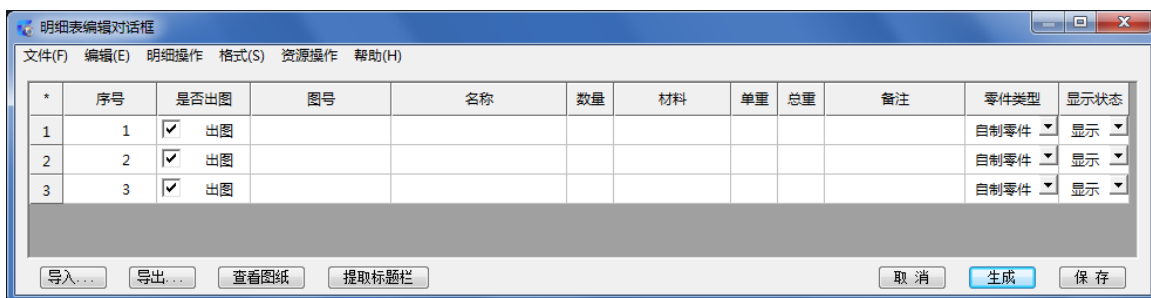 明细表编辑对话框
文件(F) 编辑(E) 明细操作 格式(S) 资源操作 帮助(H)
* 序号 是否出图 图号 名称 数量 材料 单重 总重 备注 零件类型 显示状态
1 1 出图 自制零件 显示
2 2 出图 自制零件 显示
3 3 出图 自制零件 显示
导入... 导出... 查看图纸 提取标题栏 取 消 生成 保 存